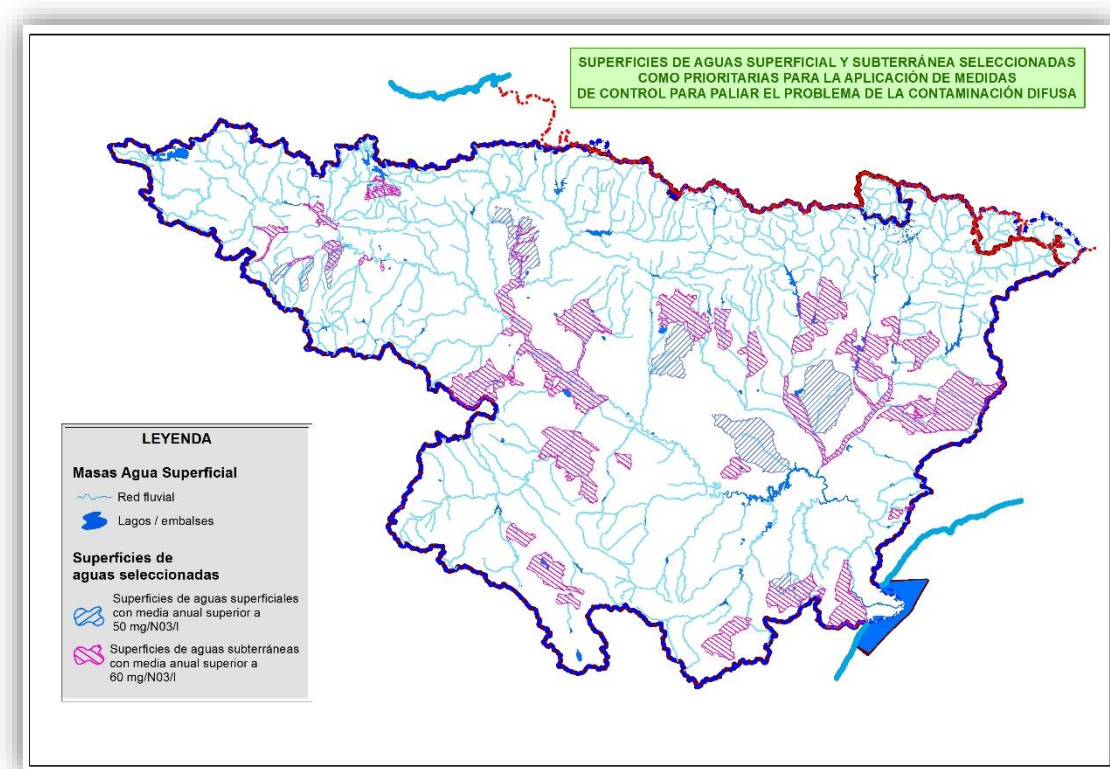 SUPERFICIES DE AGUAS SUPERFICIAL Y SUBTERRÁNEA SELECCIONADAS
COMO PRIORITARIAS PARA LA APLICACIÓN DE MEDIDAS
DE CONTROL PARA PALIAR EL PROBLEMA DE LA CONTAMINACIÓN DIFUSA
LEYENDA
Masas Agua Superficial
Red fluvial
Lagos / embalses
Superficies de
aguas seleccionadas
Superficies de aguas superficiales
con media anual superior a
50 mg/N03/l
Superficies de aguas subterráneas
con media anual superior a
60 mg/N03/l